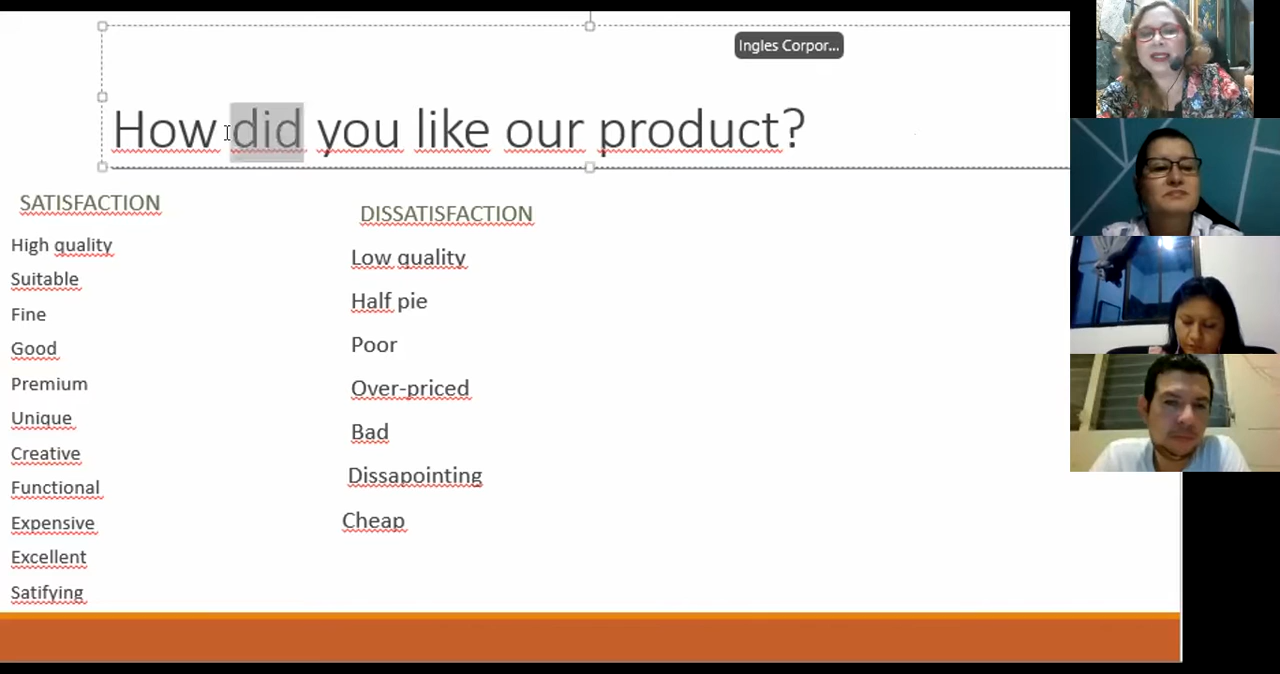 Ingles Corpor...
How did you like our product?
SATISFACTION
High quality
Suitable
Fine
Good
Premium
Unique
Creative
Functional
Expensive
Excellent
Satifying
DISSATISFACTION
Low quality
Half pie
Poor
Over-priced
Bad
Dissapointing
Cheap